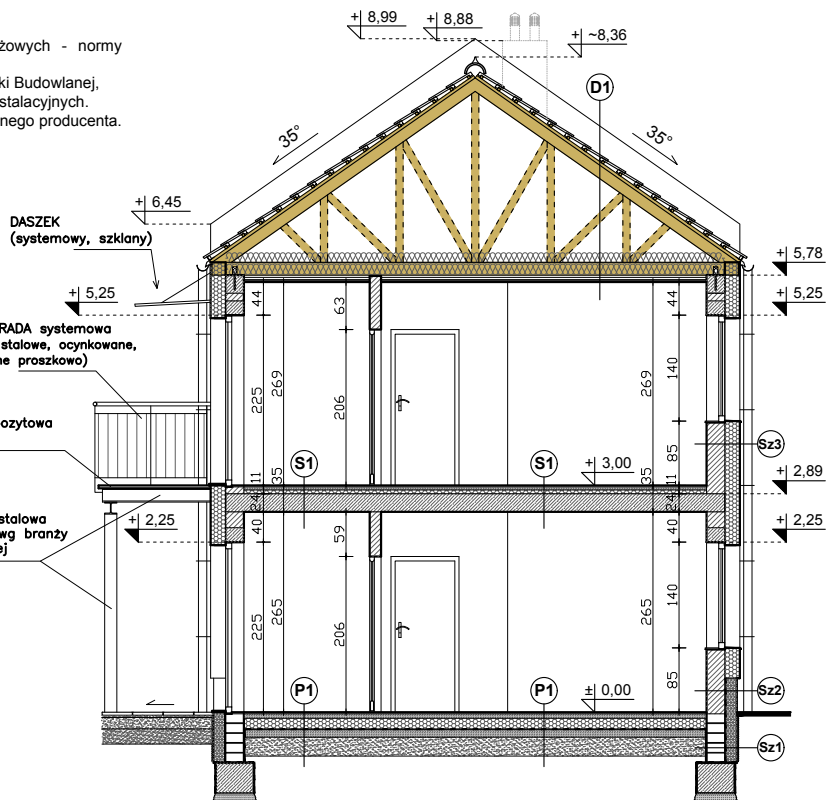 żowych - normy
ki Budowlanej,
stalacyjnych.
nego producenta.
+ 8,99
+ 8,88
+ ~8,36
D1
35°
35°
+ 6,45
DASZEK
(systemowy, szklany)
+ 5,78
+ 5,25
+ 5,25
44
63
44
RADA systemowa
stalowe, ocynkowane,
ne proszkowo)
225
269
206
269
140
ozytowa
S1
S1
+ 3,00
85
Sz3
11
35
35
11
+ 2,89
24
24
stalowa
wg branży
ej
+ 2,25
40
59
40
+ 2,25
225
265
206
265
140
P1
P1
± 0,00
85
Sz2
Sz1